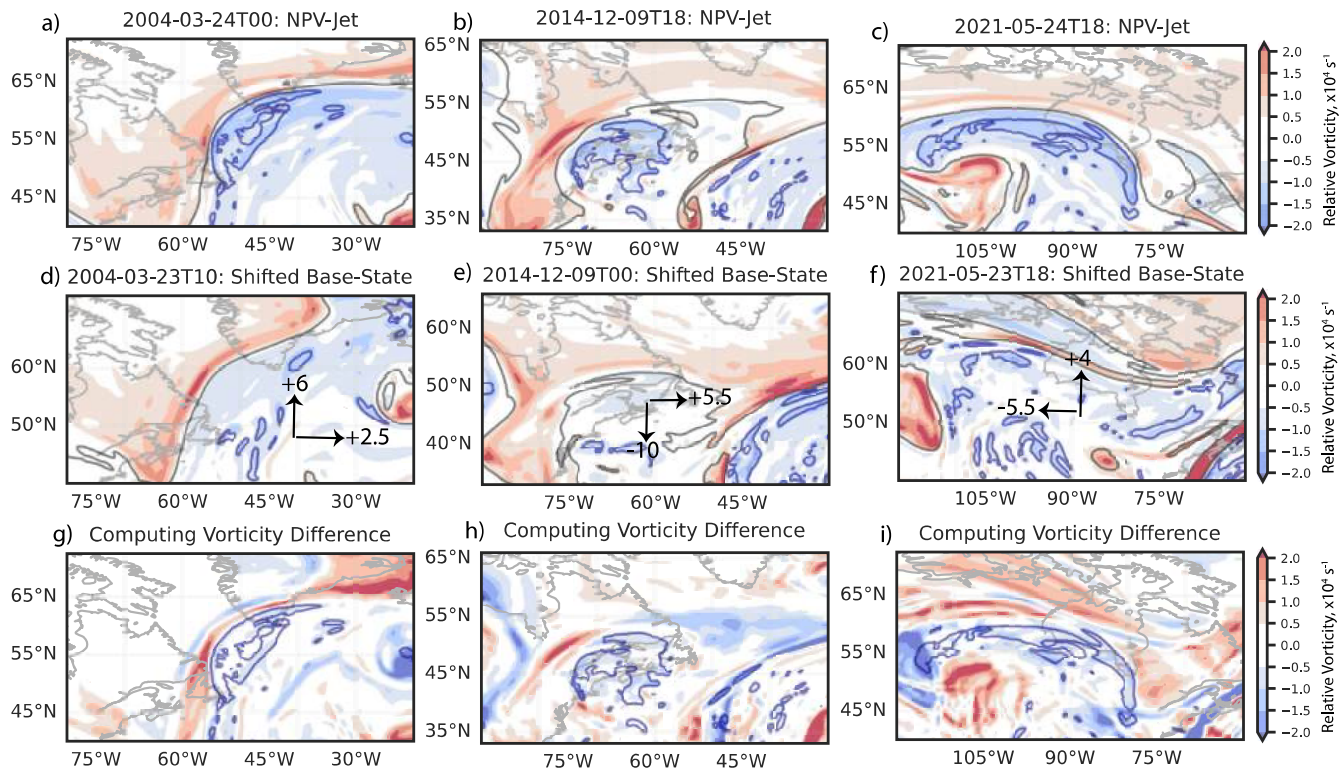 a) 2004-03-24T00: NPV-Jet
b) 2014-12-09T18: NPV-Jet
c) 2021-05-24T18: NPV-Jet
65°N
55°N
45°N
75°W 60°W 45°W 30°W
65°N
55°N
45°N
35°N
75°W 60°W 45°W
65°N
55°N
45°N
105°W 90°W 75°W
2.0
1.5
1.0
0.5
0.0
−0.5
−1.0
−1.5
−2.0
Relative Vorticity, x10⁴ s⁻¹
d) 2004-03-23T10: Shifted Base-State
e) 2014-12-09T00: Shifted Base-State
f) 2021-05-23T18: Shifted Base-State
60°N
50°N
+6
+2.5
75°W 60°W 45°W 30°W
60°N
50°N
40°N
+5.5
-10
75°W 60°W 45°W
60°N
50°N
+4
-5.5
105°W 90°W 75°W
2.0
1.5
1.0
0.5
0.0
−0.5
−1.0
−1.5
−2.0
Relative Vorticity, x10⁴ s⁻¹
g) Computing Vorticity Difference
h) Computing Vorticity Difference
i) Computing Vorticity Difference
65°N
55°N
45°N
75°W 60°W 45°W 30°W
65°N
55°N
45°N
35°N
75°W 60°W 45°W
65°N
55°N
45°N
105°W 90°W 75°W
2.0
1.5
1.0
0.5
0.0
−0.5
−1.0
−1.5
−2.0
Relative Vorticity, x10⁴ s⁻¹